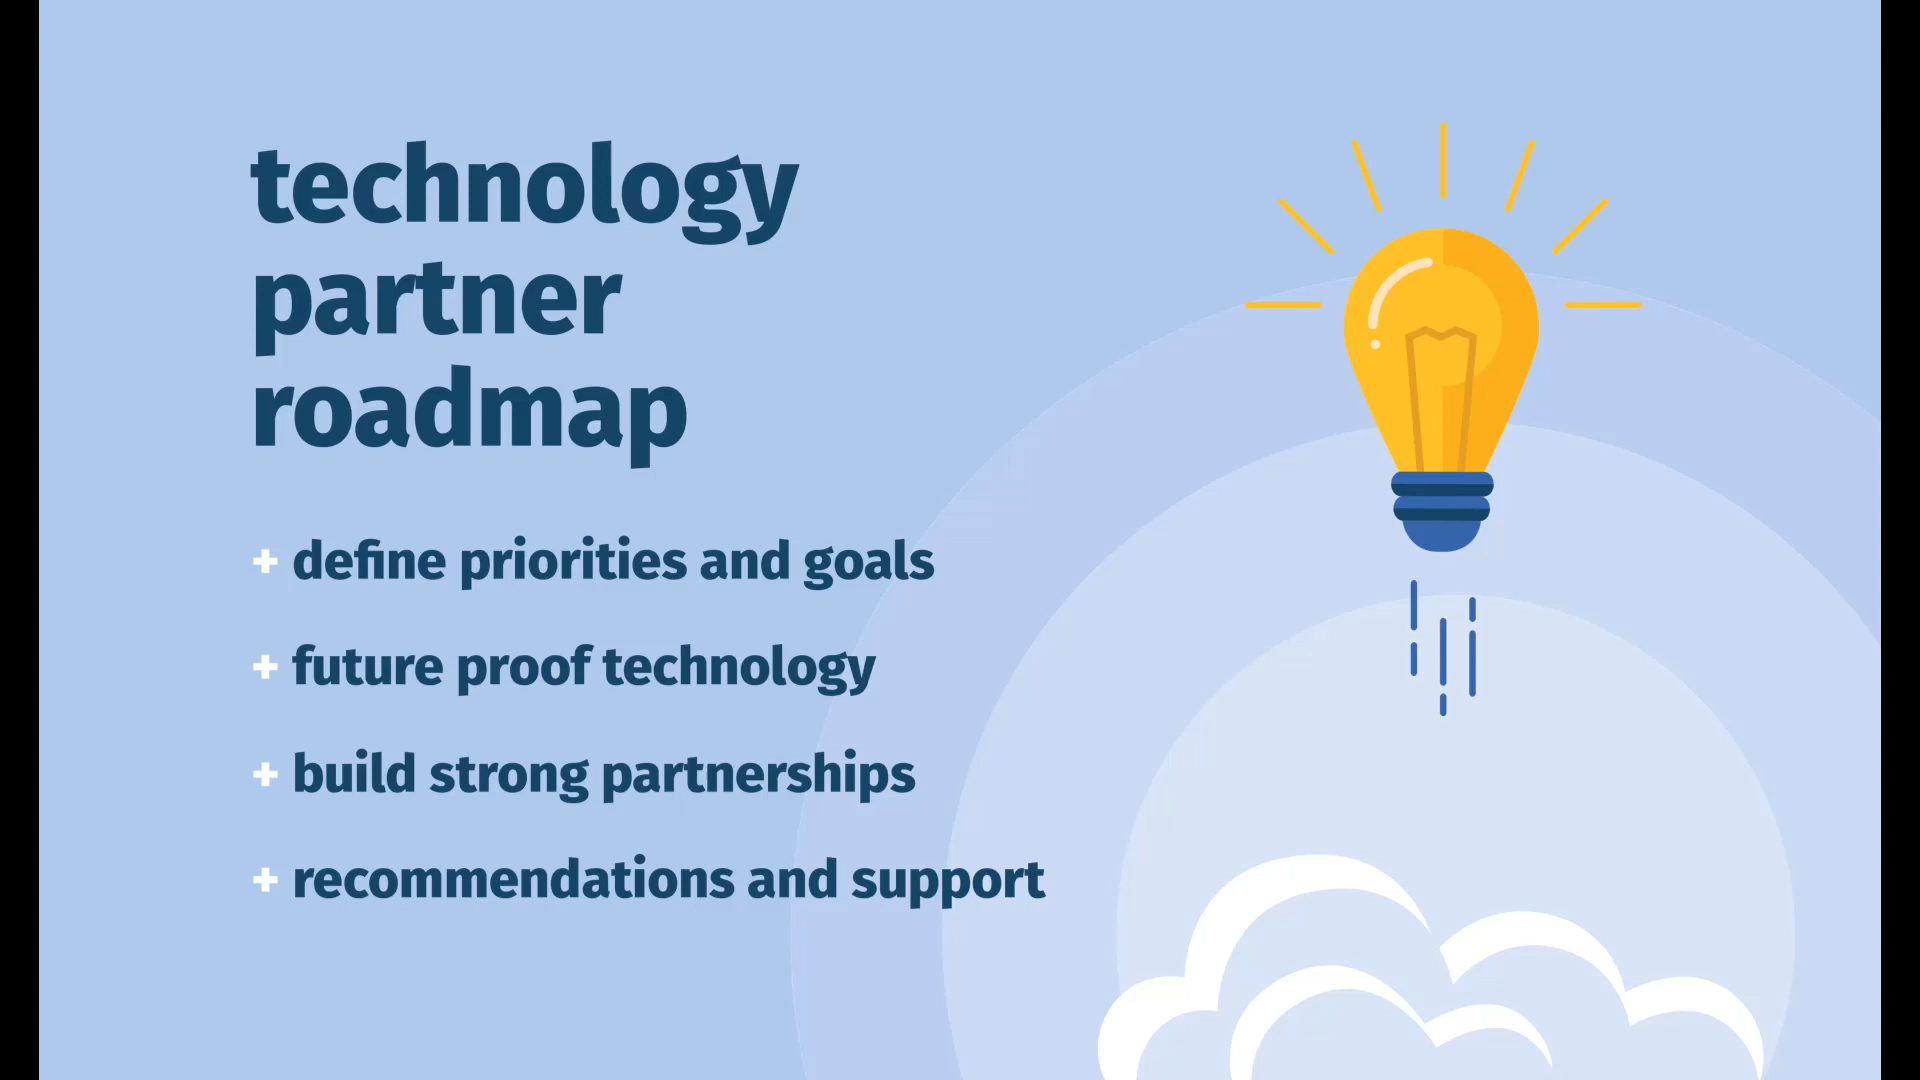 technology
partner
roadmap
+ define priorities and goals
+ future proof technology
+ build strong partnerships
+ recommendations and support